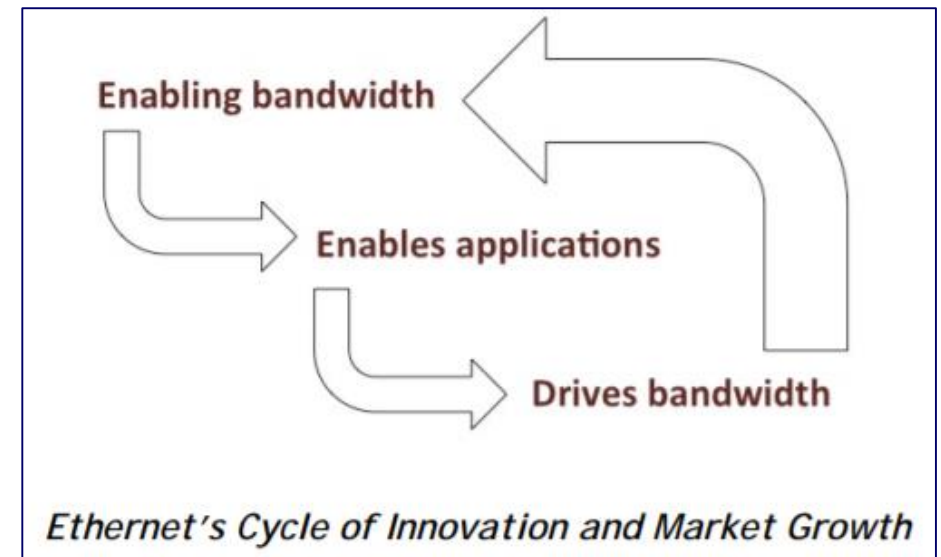 Enabling bandwidth
Enables applications
Drives bandwidth
Ethernet's Cycle of Innovation and Market Growth